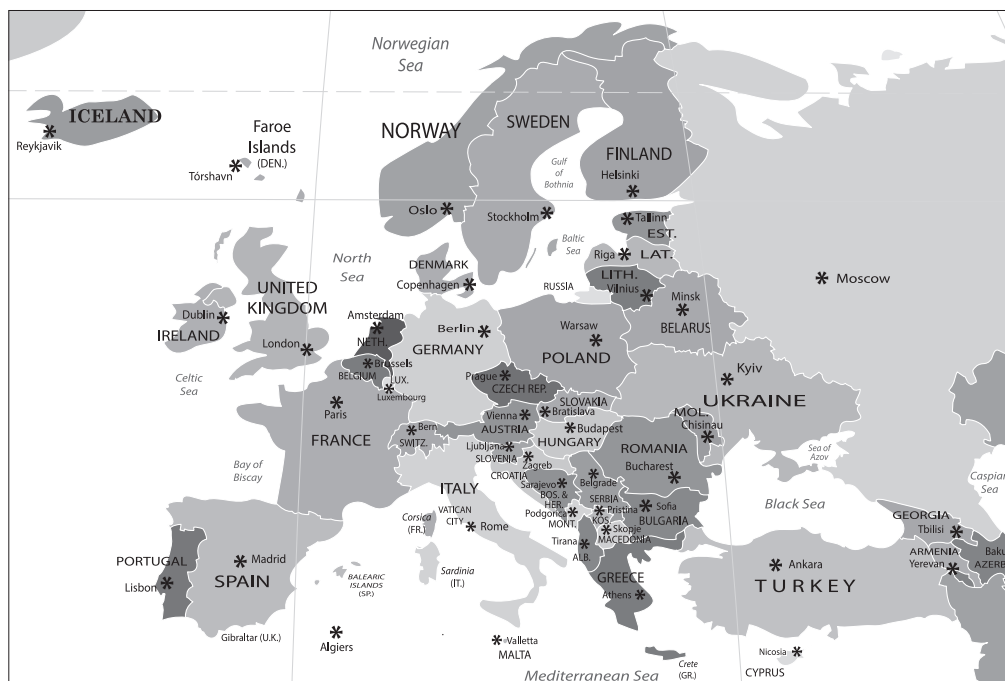 Norwegian
Sea
ICELAND
Reykjavik
Faroe
Islands
(DEN.)
Tórshavn
NORWAY
SWEDEN
FINLAND
Helsinki
Gulf
of
Bothnia
Oslo
Stockholm
Tallinn
EST.
Baltic
Sea
Riga
LAT.
North
Sea
DENMARK
Copenhagen
LITH.
Vilnius
RUSSIA
Moscow
UNITED
KINGDOM
Dublin
IRELAND
London
Amsterdam
NETH.
Berlin
GERMANY
Warsaw
POLAND
Minsk
BELARUS
Celtic
Sea
Brussels
BELGIUM
LUX.
Luxembourg
Prague
CZECH REP.
Kyiv
UKRAINE
Paris
FRANCE
SLOVAKIA
Bratislava
Vienna
AUSTRIA
MOL.
Chisinau
Bern
SWITZ.
Budapest
HUNGARY
Ljubljana
SLOVENIA
Zagreb
CROATIA
ROMANIA
Bucharest
Sea of
Azov
Bay of
Biscay
ITALY
VATICAN
CITY
Rome
Sarajevo
BOS. &
HER.
Belgrade
SERBIA
Podgorica
MONT.
Pristina
KOS.
Sofia
BULGARIA
Skopje
MACEDONIA
Tirana
ALB.
Black Sea
Caspian
Sea
GEORGIA
Tbilisi
ARMENIA
Yerevan
Baku
AZERB
Corsica
(FR.)
Sardinia
(IT.)
PORTUGAL
Lisbon
Madrid
SPAIN
BALEARIC
ISLANDS
(SP.)
GREECE
Athens
Ankara
TURKEY
Gibraltar (U.K.)
Algiers
Valletta
MALTA
Mediterranean Sea
Crete
(GR.)
Nicosia
CYPRUS